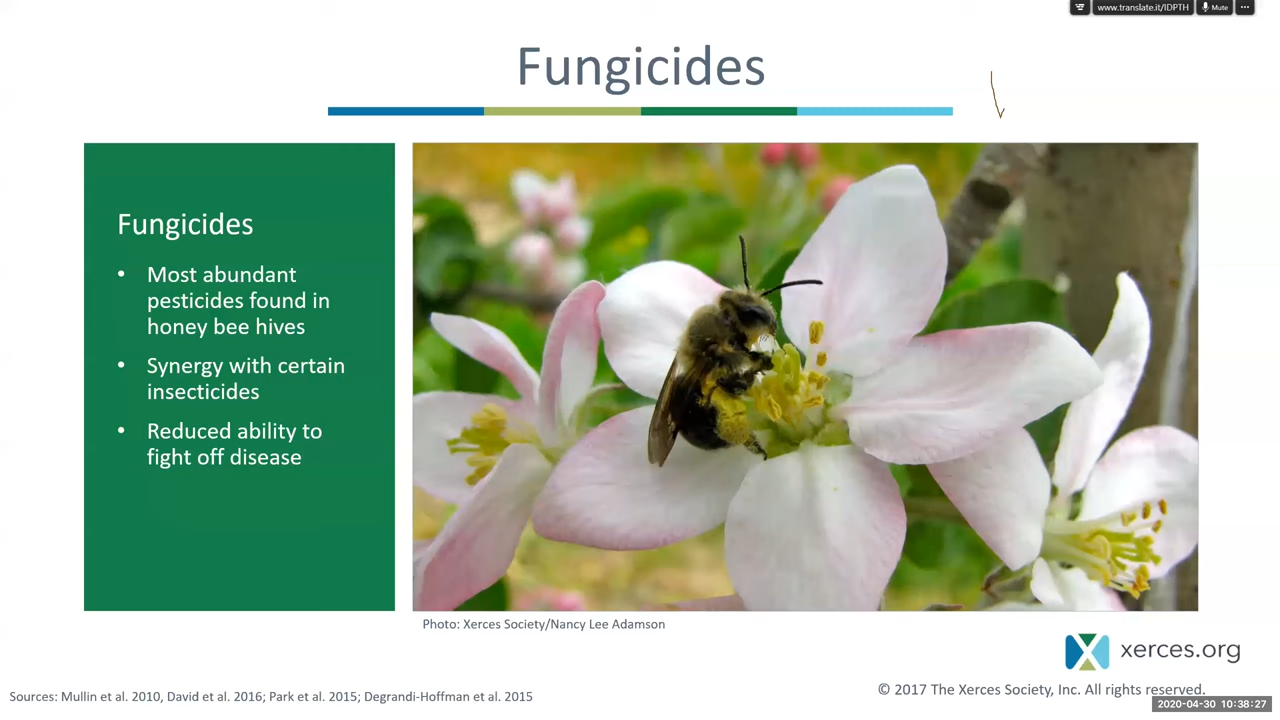 www.translate.it/IDPTH Mute
Fungicides
Fungicides
• Most abundant
pesticides found in
honey bee hives
• Synergy with certain
insecticides
• Reduced ability to
fight off disease
Photo: Xerces Society/Nancy Lee Adamson
xerces.org
Sources: Mullin et al. 2010, David et al. 2016; Park et al. 2015; Degrandi-Hoffman et al. 2015
© 2017 The Xerces Society, Inc. All rights reserved.
2020-04-30 10:38:27